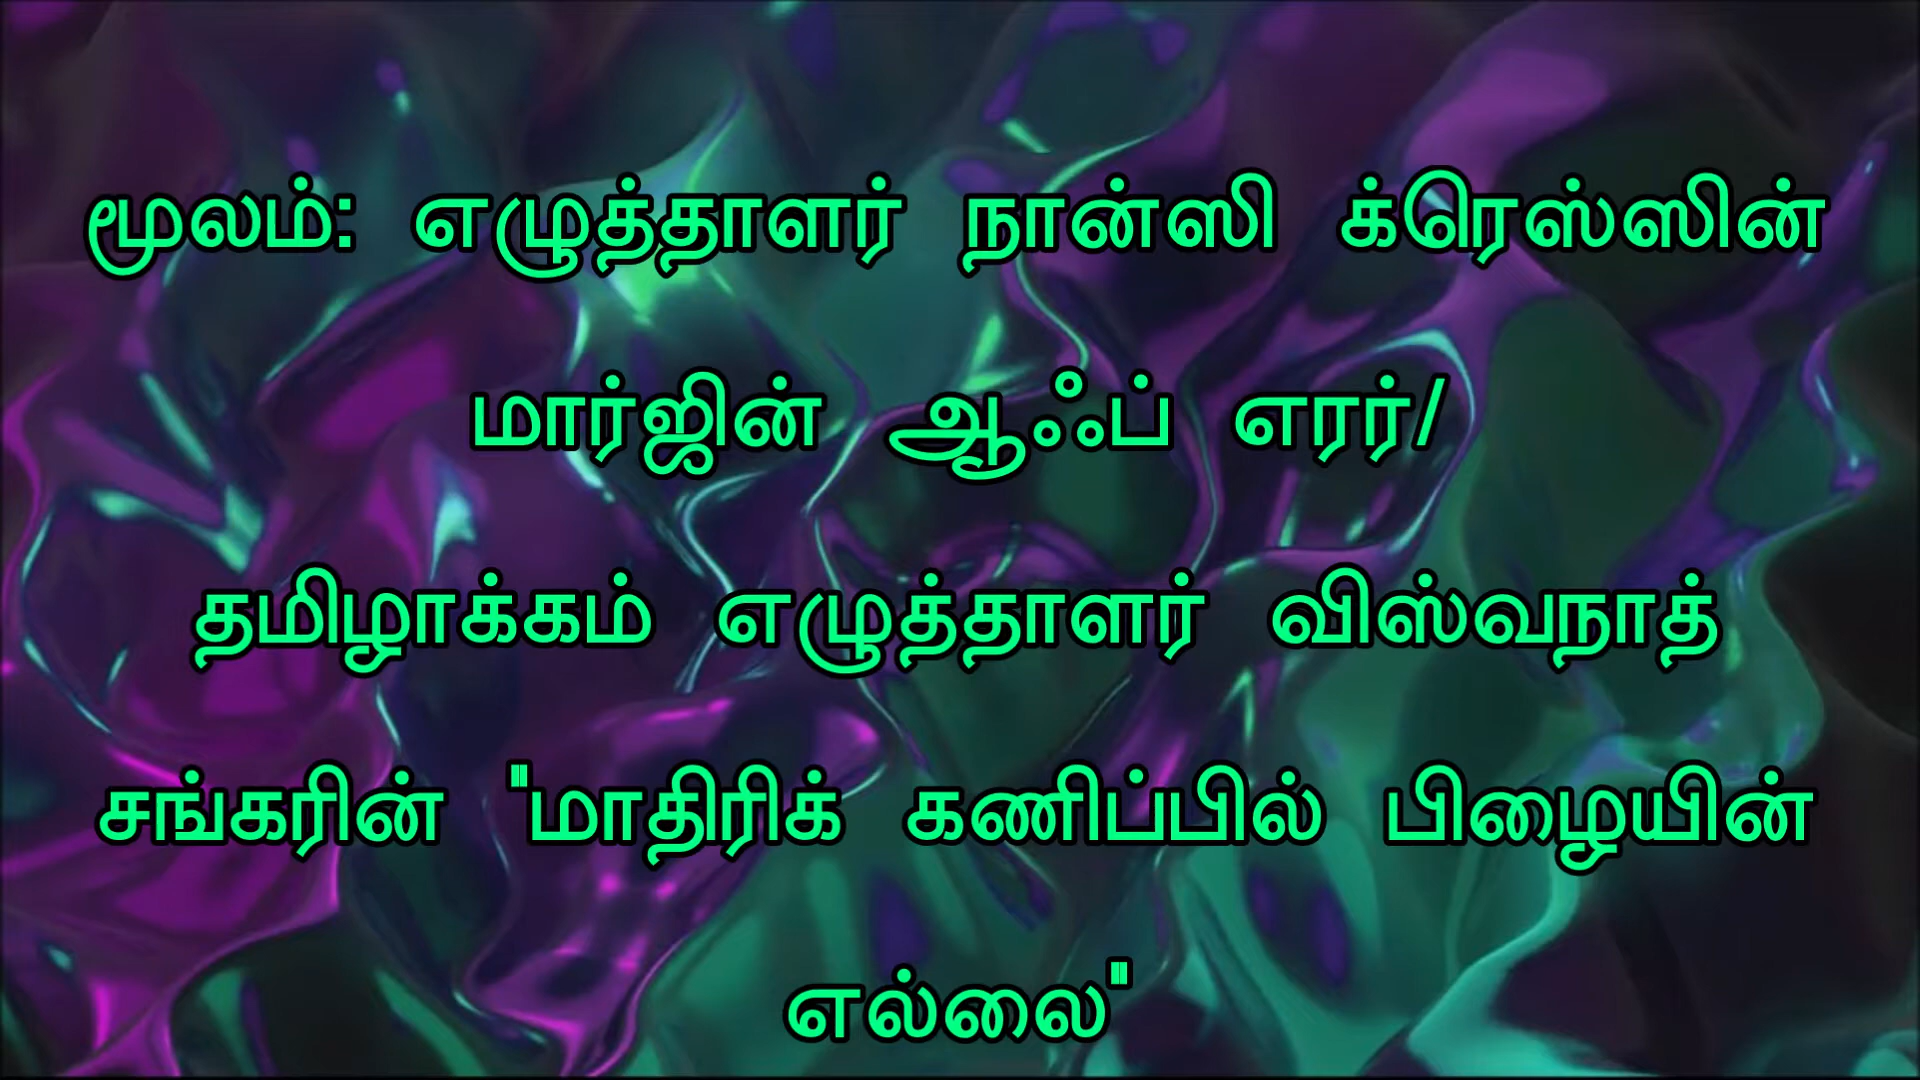 மூலம்: எழுத்தாளர் நான்ஸி க்ரெஸ்ஸின்
மார்ஜின் ஆஃப் எரர்/
தமிழாக்கம் எழுத்தாளர் விஸ்வநாத்
சங்கரின் "மாதிரிக் கணிப்பில் பிழையின்
எல்லை"